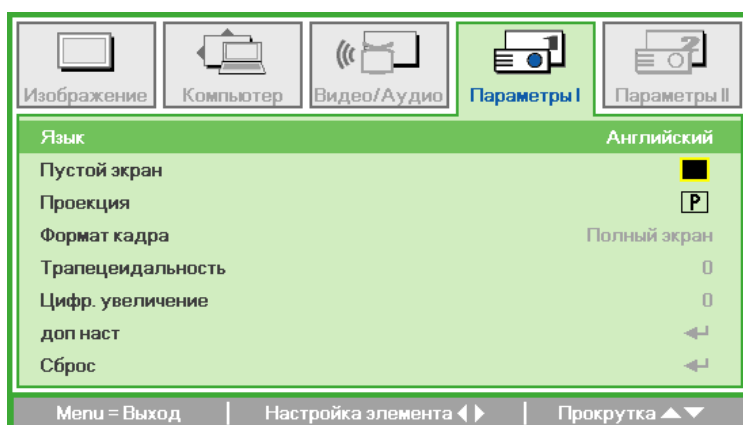 Изображение Компьютер Видео/Аудио Параметры I Параметры II
Язык Английский
Пустой экран
Проекция P
Формат кадра Полный экран
Трапецеидальность 0
Цифр. увеличение 0
доп наст
Сброс
Menu = Выход | Настройка элемента | Прокрутка